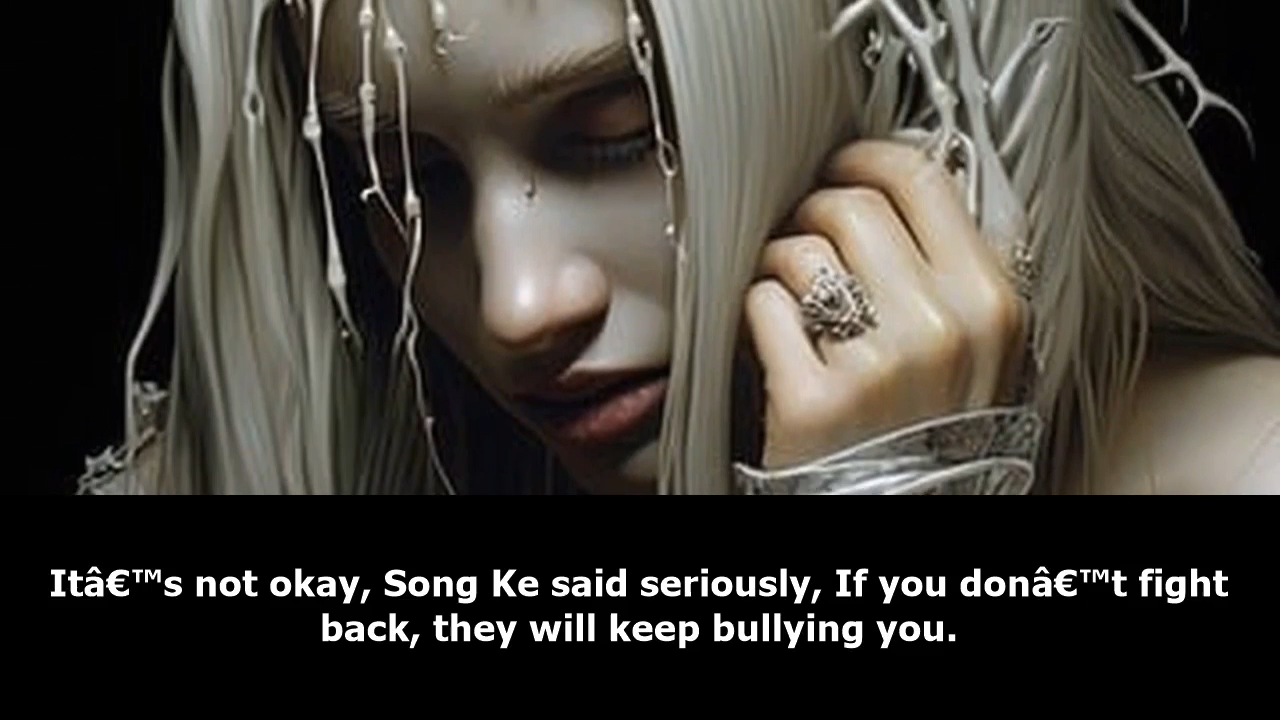 Itâ€™s not okay, Song Ke said seriously, If you donâ€™t fight
back, they will keep bullying you.